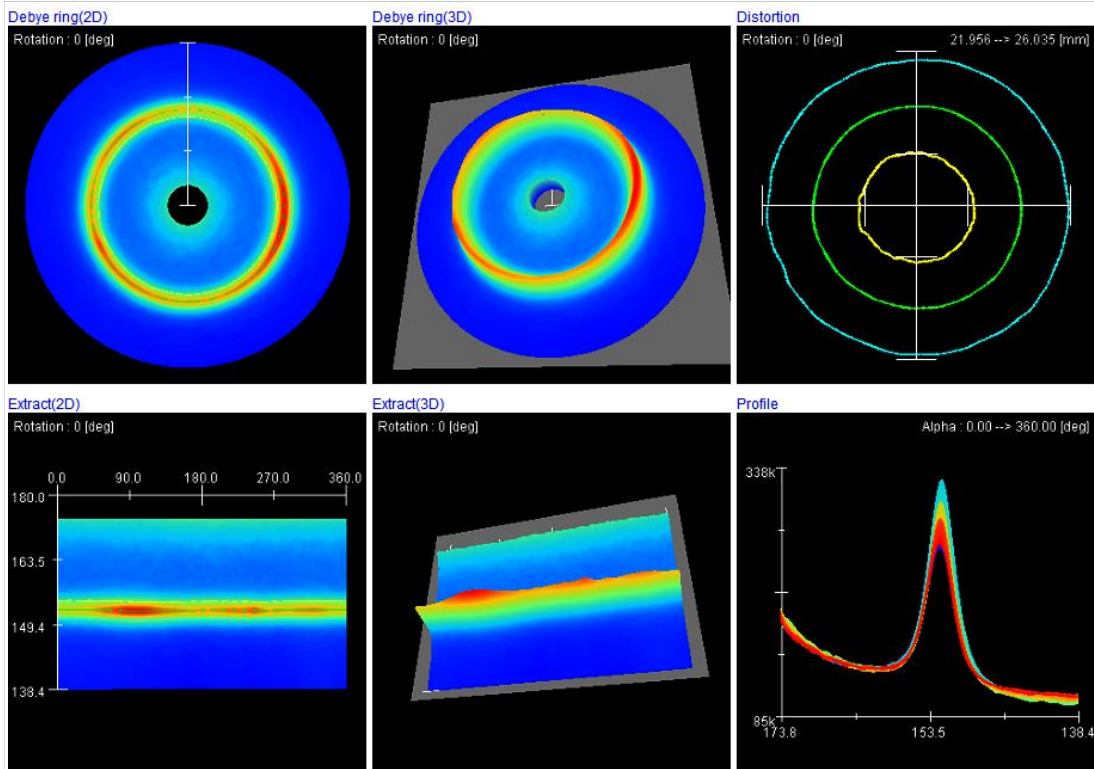 Debye ring(2D)
Rotation : 0 [deg]
Debye ring(3D)
Rotation : 0 [deg]
Distortion
Rotation : 0 [deg]
21.956 --> 26.035 [mm]
Extract(2D)
Rotation : 0 [deg]
0.0 90.0 180.0 270.0 360.0
180.0
163.5
149.4
138.4
Extract(3D)
Rotation : 0 [deg]
Profile
Alpha : 0.00 --> 360.00 [deg]
338k
85k
173.8 153.5 138.4